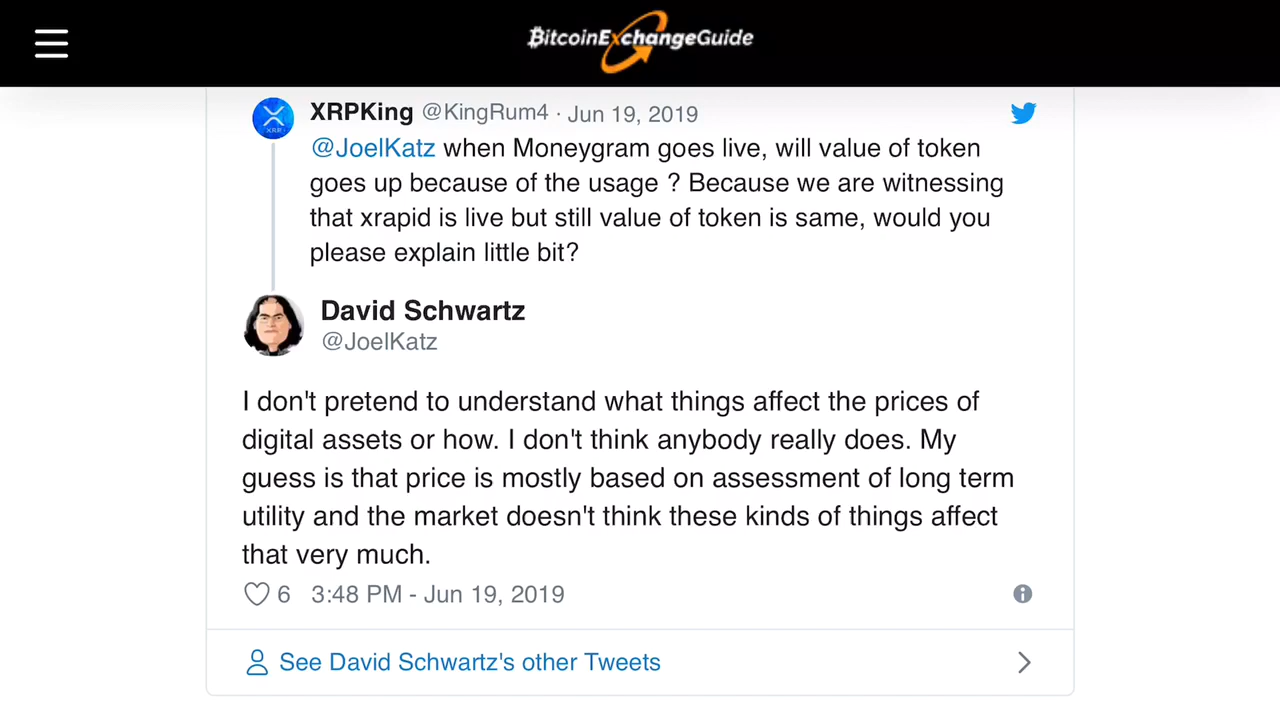 BitcoinExchangeGuide
XRPKing @KingRum4 · Jun 19, 2019
@JoelKatz when Moneygram goes live, will value of token
goes up because of the usage ? Because we are witnessing
that xrapid is live but still value of token is same, would you
please explain little bit?
David Schwartz
@JoelKatz
I don't pretend to understand what things affect the prices of
digital assets or how. I don't think anybody really does. My
guess is that price is mostly based on assessment of long term
utility and the market doesn't think these kinds of things affect
that very much.
6 3:48 PM - Jun 19, 2019
See David Schwartz's other Tweets